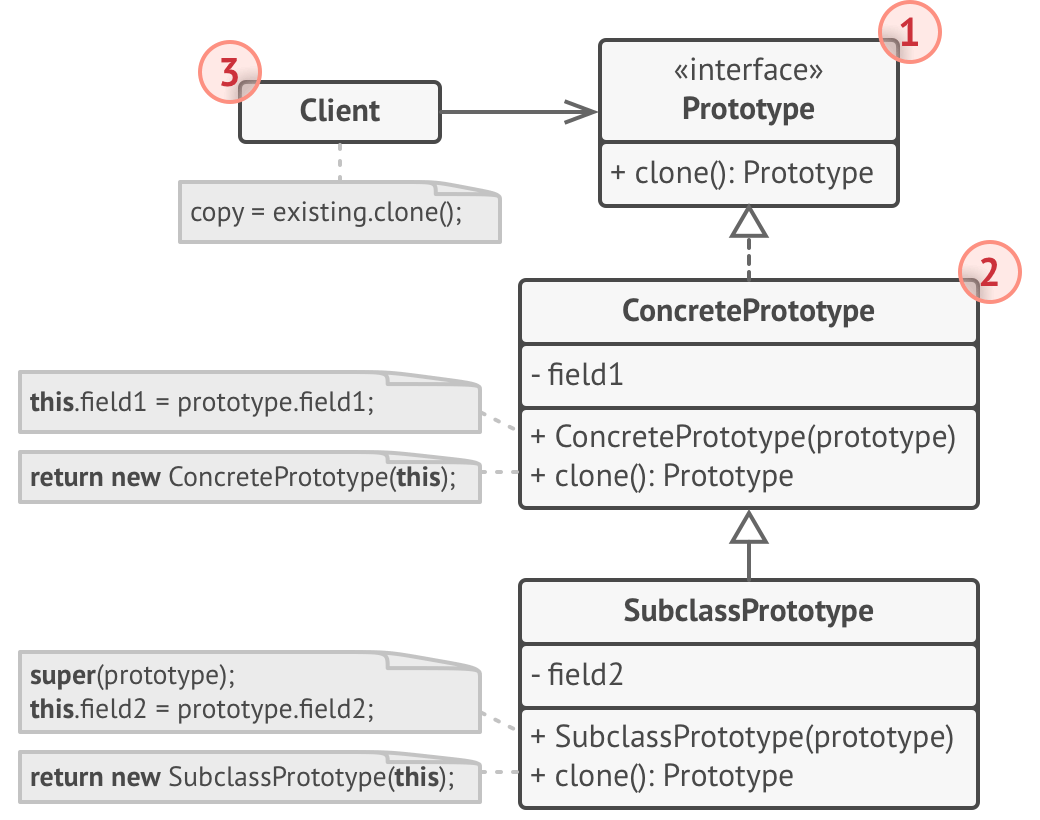 1
«interface»
Prototype
+ clone(): Prototype
3
Client
copy = existing.clone();
2
ConcretePrototype
- field1
+ ConcretePrototype(prototype)
+ clone(): Prototype
this.field1 = prototype.field1;
return new ConcretePrototype(this);
SubclassPrototype
- field2
+ SubclassPrototype(prototype)
+ clone(): Prototype
super(prototype);
this.field2 = prototype.field2;
return new SubclassPrototype(this);